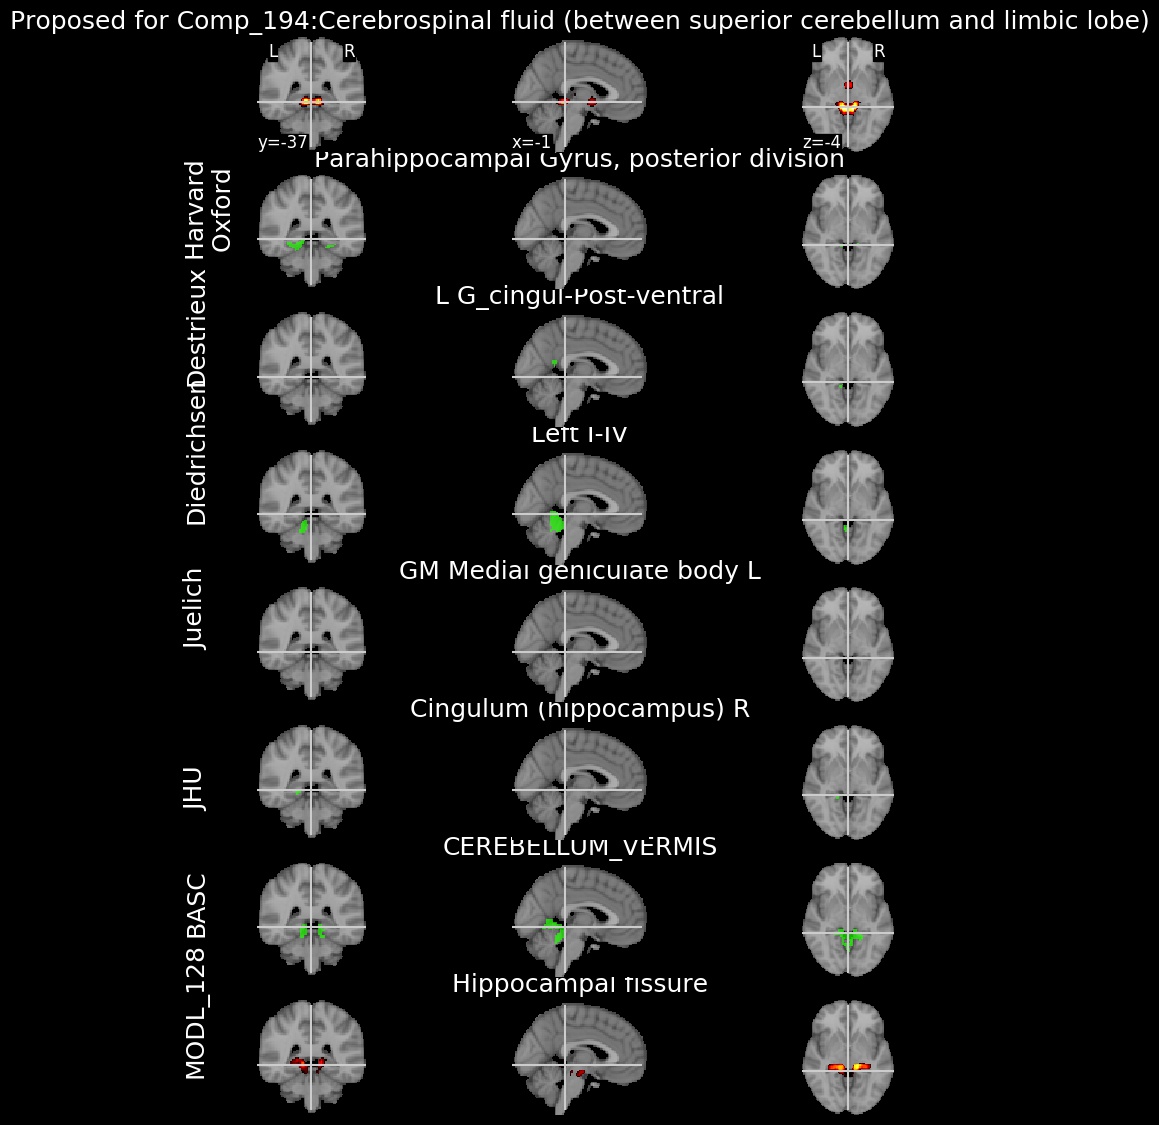 Proposed for Comp_194:Cerebrospinal fluid (between superior cerebellum and limbic lobe)
L R
L R
y=-37
x=-1
z=-4
Parahippocampal Gyrus, posterior division
Harvard
Oxford
L G_cingul-Post-ventral
Destrieux
Left I-IV
Diedrichsen
GM Medial geniculate body L
Juelich
Cingulum (hippocampus) R
JHU
CEREBELLUM_VERMIS
BASC
Hippocampal fissure
MODL_128